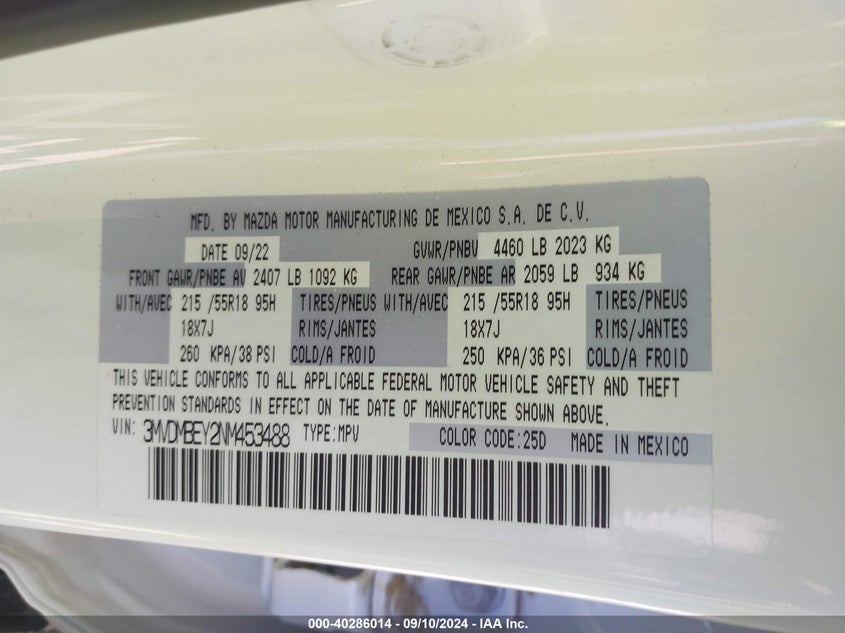 MFD. BY MAZDA MOTOR MANUFACTURING DE MEXICO S.A. DE C.V.
DATE 09/22 GVWR/PNBV 4460 LB 2023 KG
FRONT GAWR/PNBE AV 2407 LB 1092 KG REAR GAWR/PNBE AR 2059 LB 934 KG
WITH/AVEC 215 /55R18 95H TIRES/PNEUS WITH/AVEC 215 /55R18 95H TIRES/PNEUS
18X7J RIMS/JANTES 18X7J RIMS/JANTES
260 KPA/38 PSI COLD/A FROID 250 KPA/36 PSI COLD/A FROID
THIS VEHICLE CONFORMS TO ALL APPLICABLE FEDERAL MOTOR VEHICLE SAFETY AND THEFT
PREVENTION STANDARDS IN EFFECT ON THE DATE OF MANUFACTURE SHOWN ABOVE.
VIN: 3MVDMBEY2NM453488 TYPE:MPV COLOR CODE:25D MADE IN MEXICO
000-40286014 - 09/10/2024 - IAA Inc.